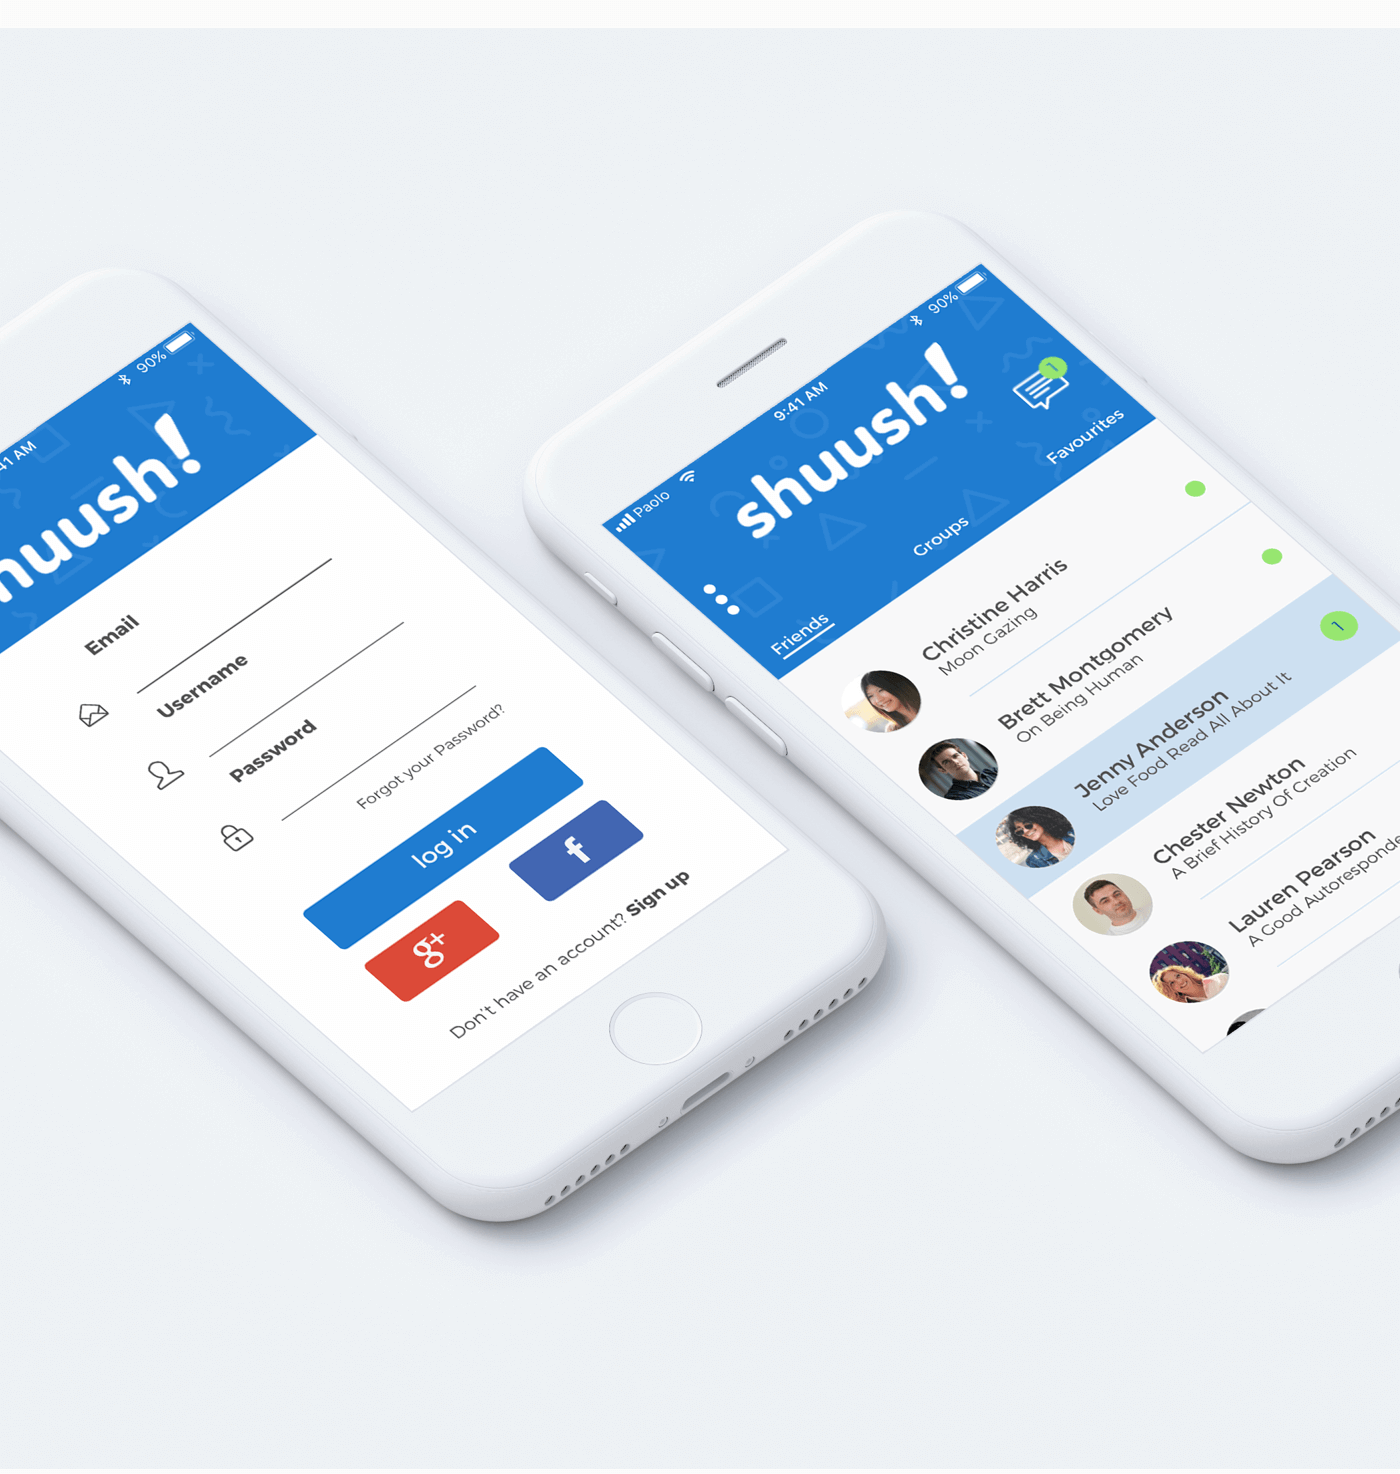 41 AM
90%
huush!
Email
Username
Password
Forgot your Password?
log in
g+
f
Don't have an account? Sign up
Paolo
9:41 AM
90%
shuush!
1
Friends
Groups
Favourites
Christine Harris
Moon Gazing
Brett Montgomery
On Being Human
Jenny Anderson
Love Food Read All About It
1
Chester Newton
A Brief History Of Creation
Lauren Pearson
A Good Autoresponde